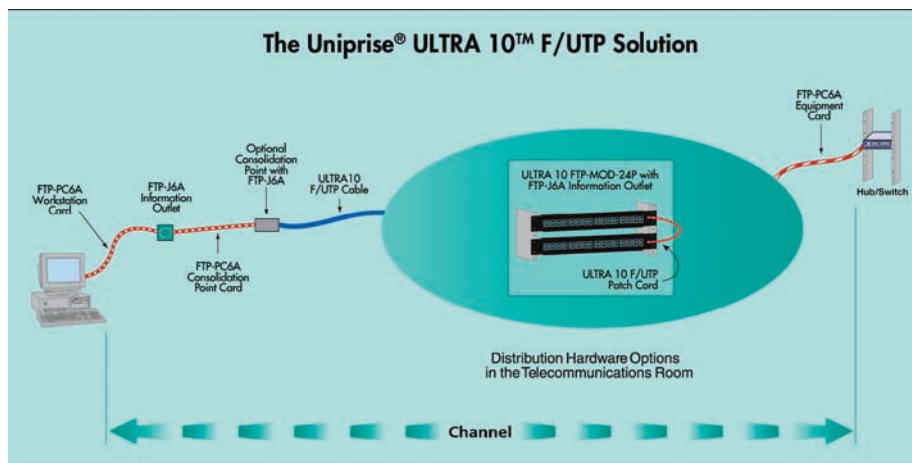 The Uniprise® ULTRA 10™ F/UTP Solution
FTP-PC6A
Workstation
Card
FTP-J6A
Information
Outlet
FTP-PC6A
Consolidation
Point Card
Optional
Consolidation
Point with
FTP-J6A
ULTRA10
F/UTP Cable
ULTRA 10 FTP-MOD-24P with
FTP-J6A Information Outlet
ULTRA 10 F/UTP
Patch Cord
FTP-PC6A
Equipment
Card
Hub/Switch
Distribution Hardware Options
in the Telecommunications Room
Channel